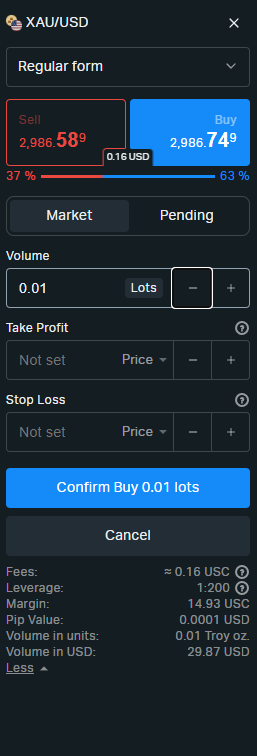 XAU/USD
Regular form
Sell
2,986.589
Buy
2,986.749
0.16 USD
37 %
63 %
Market
Pending
Volume
0.01
Lots
Take Profit
Not set
Price
Stop Loss
Not set
Price
Confirm Buy 0.01 lots
Cancel
Fees: ≈ 0.16 USC
Leverage: 1:200
Margin: 14.93 USC
Pip Value: 0.0001 USD
Volume in units: 0.01 Troy oz.
Volume in USD: 29.87 USD
Less